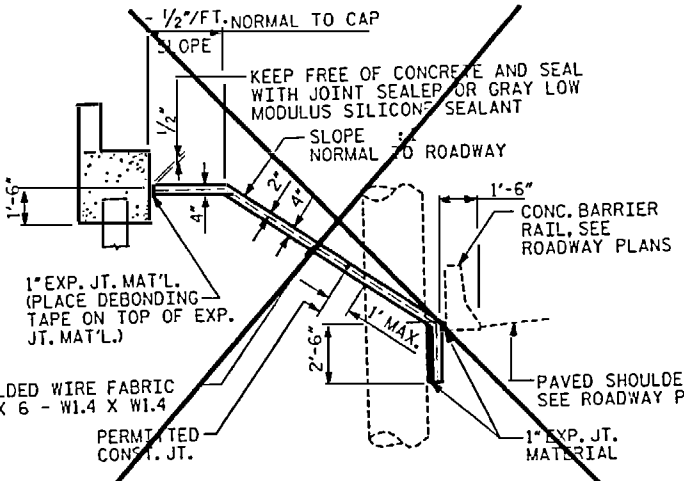 - 1/2"/FT. NORMAL TO CAP
SLOPE
KEEP FREE OF CONCRETE AND SEAL
WITH JOINT SEALER OR GRAY LOW
MODULUS SILICONE SEALANT
1/2"
SLOPE :1
NORMAL TO ROADWAY
1'-6"
2"
4"
4"
1'-6"
CONC. BARRIER
RAIL, SEE
ROADWAY PLANS
1" EXP. JT. MAT'L.
(PLACE DEBONDING
TAPE ON TOP OF EXP.
JT. MAT'L.)
1' MAX.
2'-6"
LDED WIRE FABRIC
X 6 - W1.4 X W1.4
PAVED SHOULDE
SEE ROADWAY P
PERMITTED
CONST. JT.
1" EXP. JT.
MATERIAL